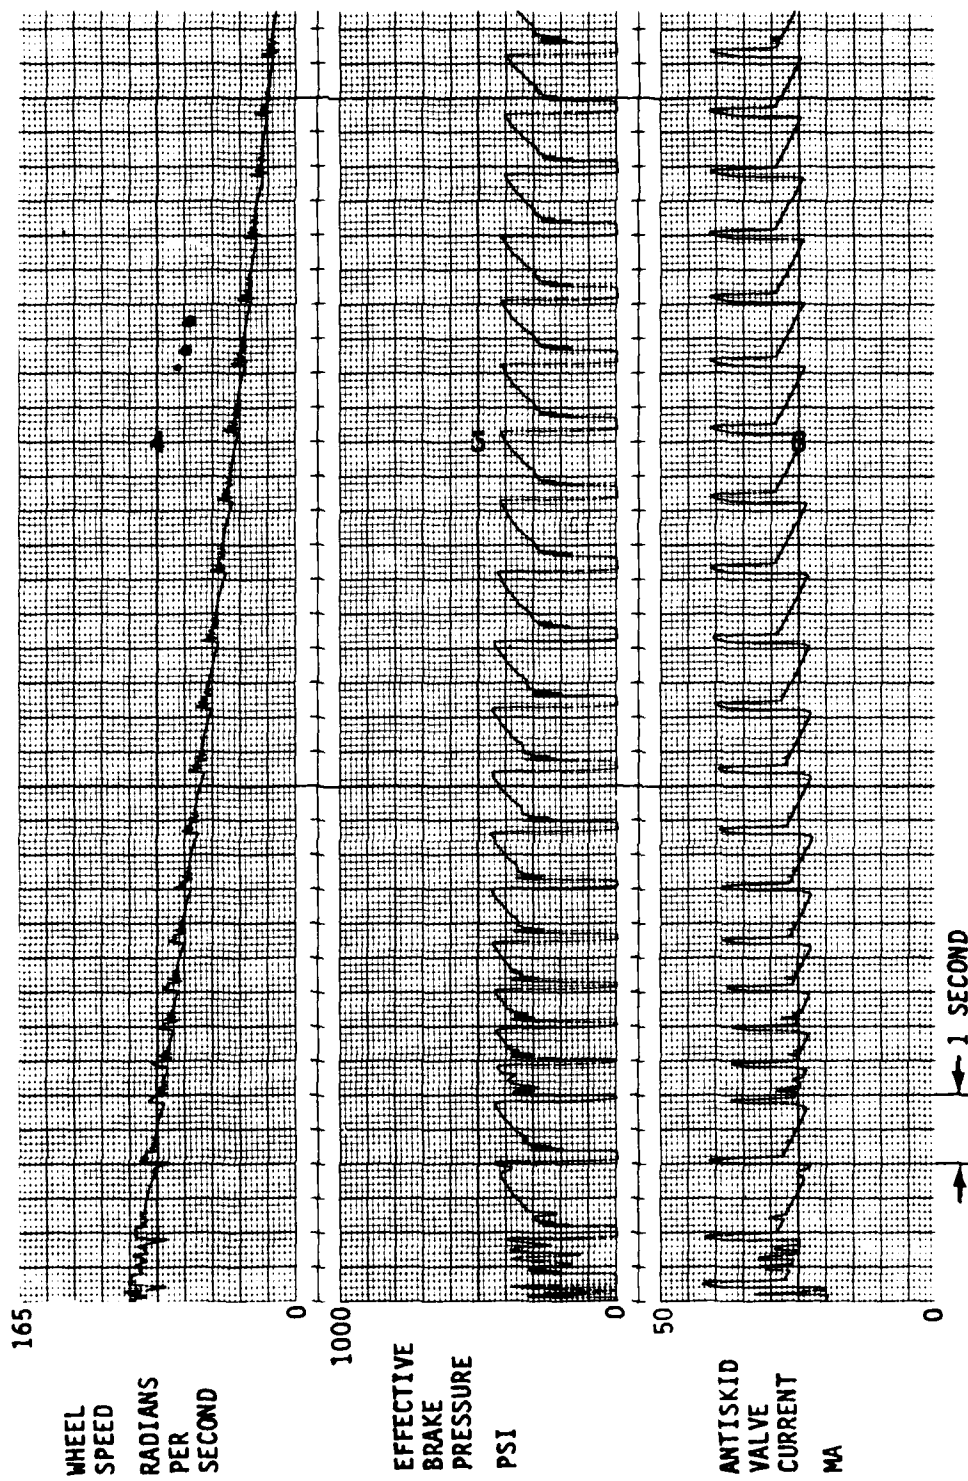 165
WHEEL
SPEED
RADIANS
PER
SECOND
0
1000
EFFECTIVE
BRAKE
PRESSURE
PSI
0
50
ANTISKID
VALVE
CURRENT
MA
0
1 SECOND